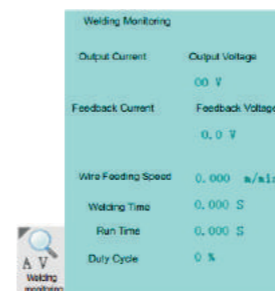 Welding Monitoring
Output Current Output Voltage
00 V
Feedback Current Feedback Voltage
0.0 V
Wire Feeding Speed 0.000 m/min
Welding Time 0.000 S
Run Time 0.000 S
Duty Cycle 0 %
A V
Welding
monitoring